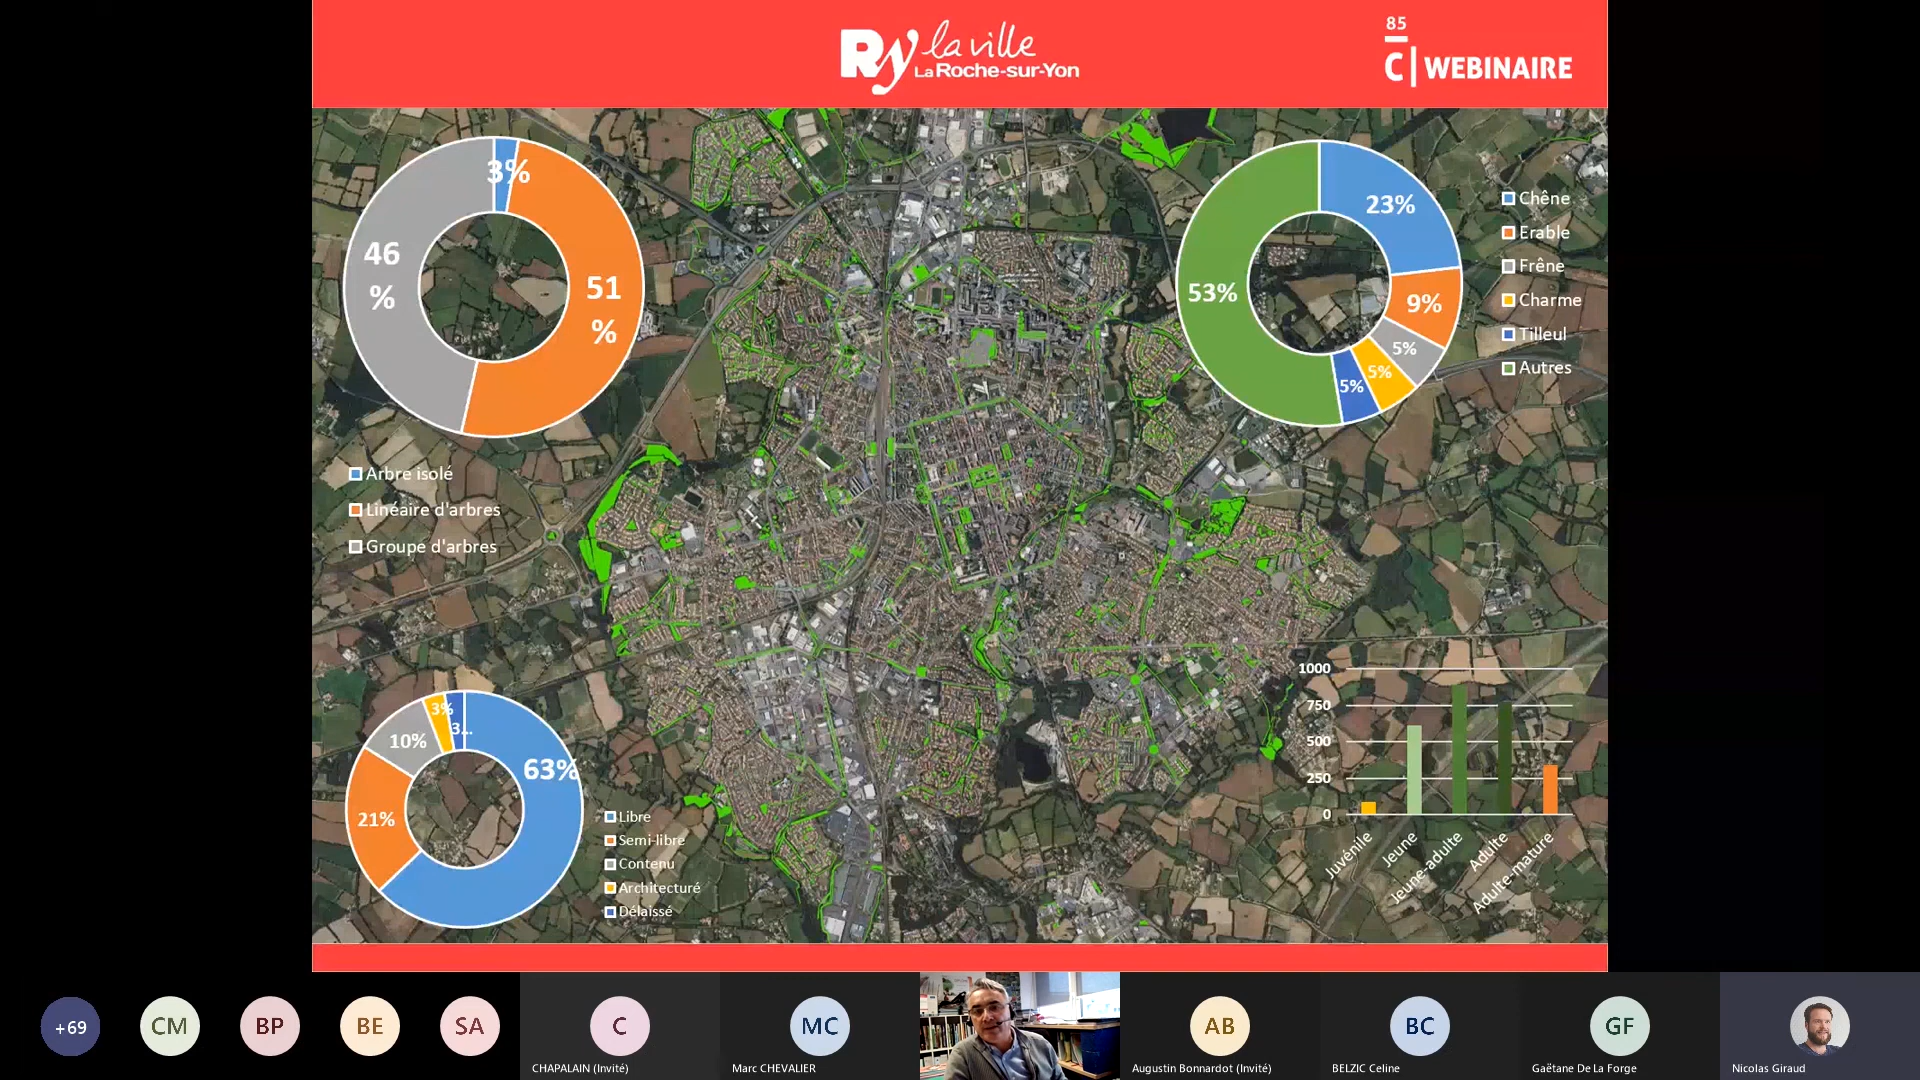 Ry la ville
La Roche-sur-Yon
85
C WEBINAIRE
3%
46
%
51
%
Arbre isolé
Linéaire d'arbres
Groupe d'arbres
23%
9%
5%
5%
5%
53%
Chêne
Erable
Frêne
Charme
Tilleul
Autres
3%
3...
10%
63%
21%
Libre
Semi-libre
Contenu
Architecturé
Délaissé
1000
750
500
250
0
Juvénile
Jeune
Jeune-adulte
Adulte
Adulte-mature
+69
CM
BP
BE
SA
C
CHAPALAIN (Invité)
MC
Marc CHEVALIER
AB
Augustin Bonnardot (Invité)
BC
BELZIC Celine
GF
Gaëtane De La Forge
Nicolas Giraud